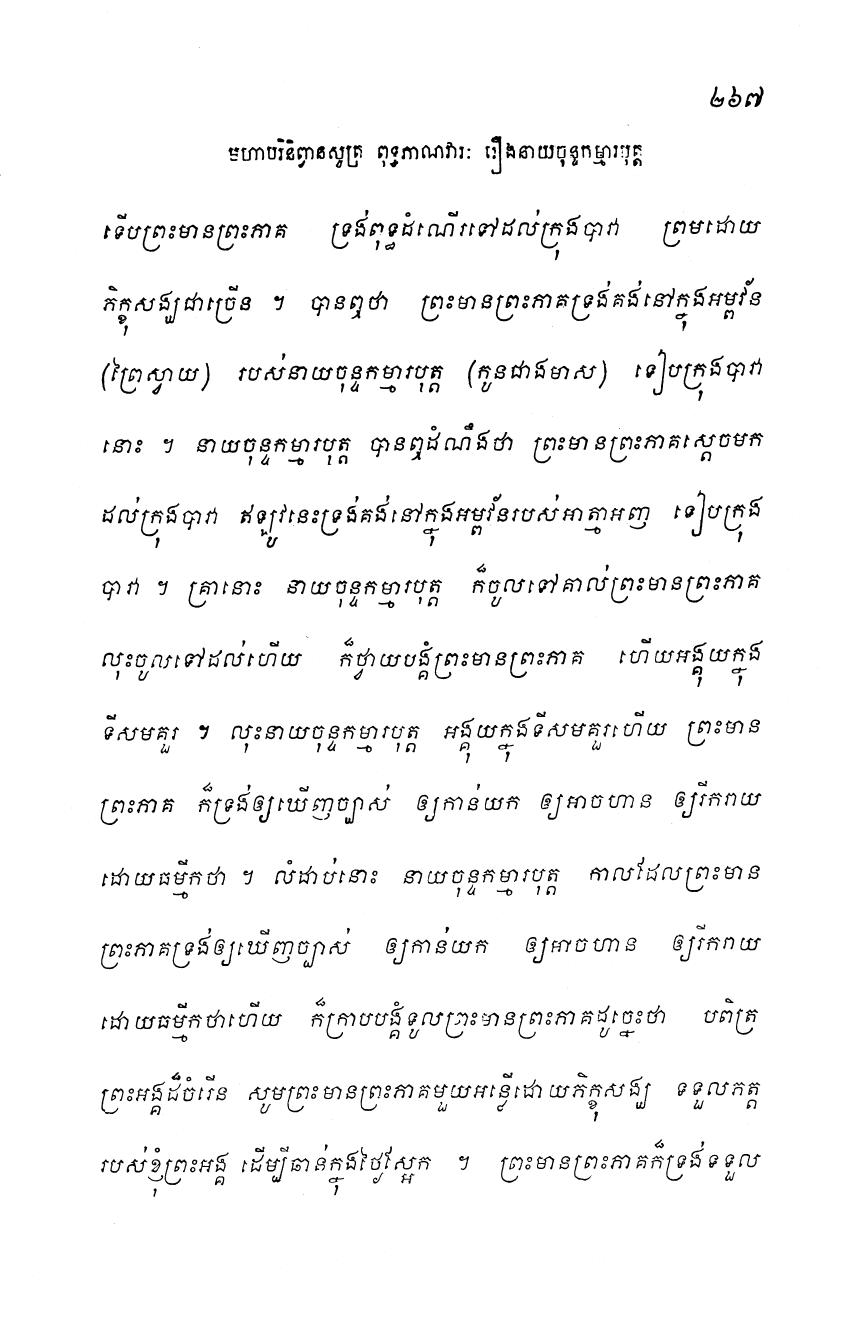 ២៦៧
មហាបរិនិព្វានសូត្រ ពុទ្ធភាណវារៈ រឿងនាយចុន្ទកម្មារបុត្ត
ទើបព្រះមានព្រះភាគ ទ្រង់ពុទ្ធដំណើរទៅដល់ក្រុងបាវា ព្រមដោយ
ភិក្ខុសង្ឃជាច្រើន ។ បានឮថា ព្រះមានព្រះភាគទ្រង់គង់នៅក្នុងអម្ពវ័ន
(ព្រៃស្វាយ) របស់នាយចុន្ទកម្មារបុត្ត (កូនជាងមាស) ទៀបក្រុងបាវា
នោះ ។ នាយចុន្ទកម្មារបុត្ត បានឮដំណឹងថា ព្រះមានព្រះភាគស្តេចមក
ដល់ក្រុងបាវា ឥឡូវនេះទ្រង់គង់នៅក្នុងអម្ពវ័នរបស់អាត្មាអញ ទៀបក្រុង
បាវា ។ គ្រានោះ នាយចុន្ទកម្មារបុត្ត ក៏ចូលទៅគាល់ព្រះមានព្រះភាគ
លុះចូលទៅដល់ហើយ ក៏ថ្វាយបង្គំព្រះមានព្រះភាគ ហើយអង្គុយក្នុង
ទីសមគួរ ។ លុះនាយចុន្ទកម្មារបុត្ត អង្គុយក្នុងទីសមគួរហើយ ព្រះមាន
ព្រះភាគ ក៏ទ្រង់ឲ្យឃើញច្បាស់ ឲ្យកាន់យក ឲ្យអាចហាន ឲ្យរីករាយ
ដោយធម្មីកថា ។ លំដាប់នោះ នាយចុន្ទកម្មារបុត្ត កាលដែលព្រះមាន
ព្រះភាគទ្រង់ឲ្យឃើញច្បាស់ ឲ្យកាន់យក ឲ្យអាចហាន ឲ្យរីករាយ
ដោយធម្មីកថាហើយ ក៏ក្រាបបង្គំទូលព្រះមានព្រះភាគដូច្នេះថា បពិត្រ
ព្រះអង្គដ៏ចំរើន សូមព្រះមានព្រះភាគមួយអន្លើដោយភិក្ខុសង្ឃ ទទួលភត្ត
របស់ខ្ញុំព្រះអង្គ ដើម្បីឆាន់ក្នុងថ្ងៃស្អែក ។ ព្រះមានព្រះភាគក៏ទ្រង់ទទួល